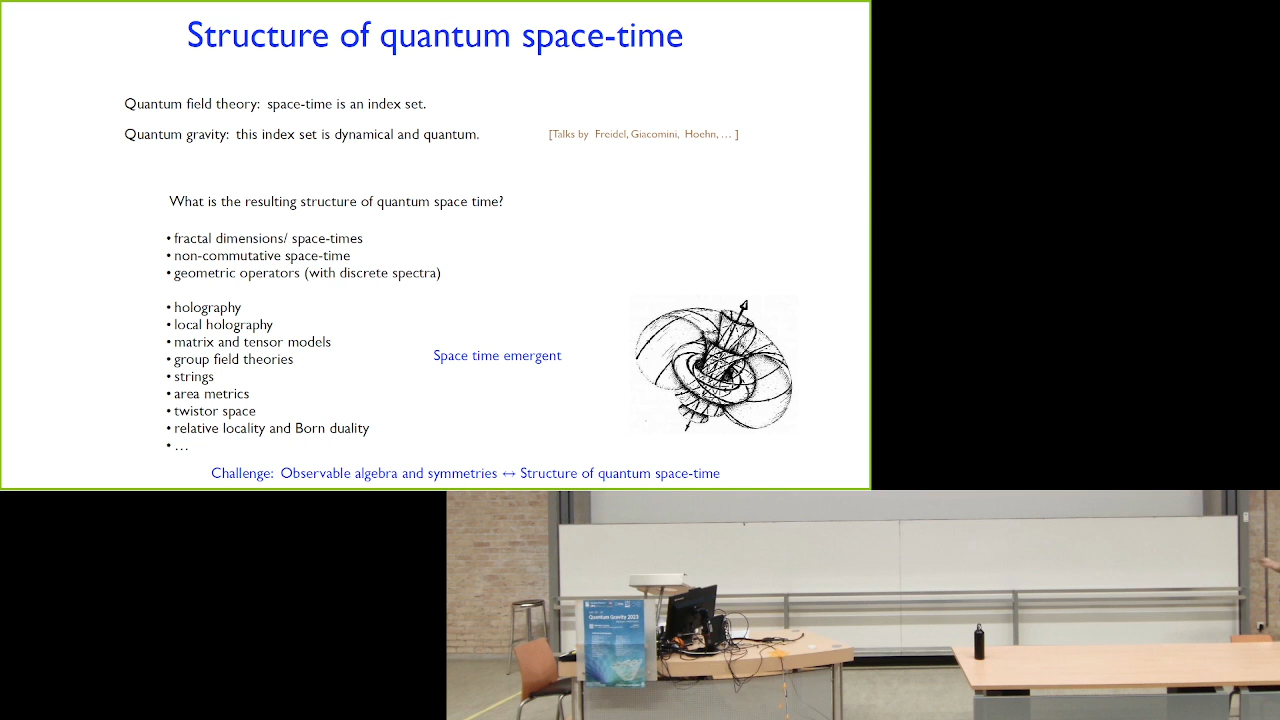 Structure of quantum space-time
Quantum field theory: space-time is an index set.
Quantum gravity: this index set is dynamical and quantum.
[Talks by Freidel, Giacomini, Hoehn, … ]
What is the resulting structure of quantum space time?
• fractal dimensions/ space-times
• non-commutative space-time
• geometric operators (with discrete spectra)
• holography
• local holography
• matrix and tensor models
• group field theories
• strings
• area metrics
• twistor space
• relative locality and Born duality
• …
Space time emergent
Challenge: Observable algebra and symmetries ↔ Structure of quantum space-time
Quantum Gravity 2023